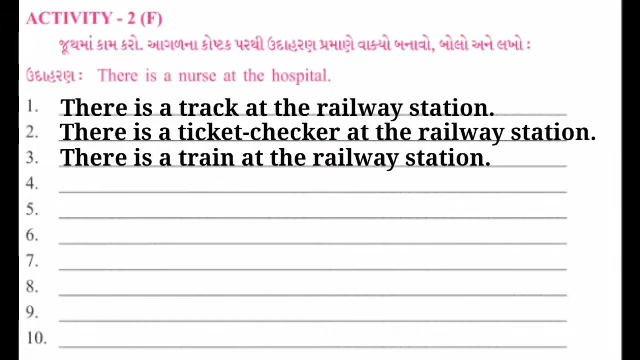 ACTIVITY - 2 (F)
જૂથમાં કામ કરો. આગળના કોષ્ટક પરથી ઉદાહરણ પ્રમાણે વાક્યો બનાવો, બોલો અને લખો :
ઉદાહરણ : There is a nurse at the hospital.
1. There is a track at the railway station.
2. There is a ticket-checker at the railway station.
3. There is a train at the railway station.
4.
5.
6.
7.
8.
9.
10.